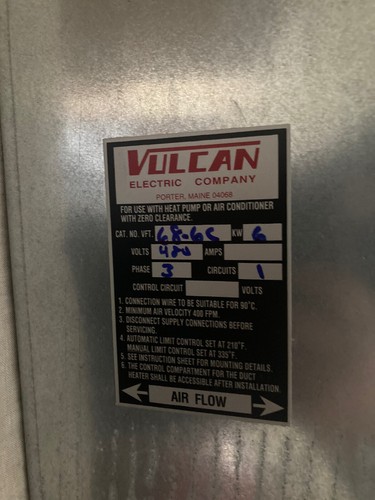 VULCAN
ELECTRIC COMPANY
PORTER, MAINE 04068
FOR USE WITH HEAT PUMP OR AIR CONDITIONER
WITH ZERO CLEARANCE.
CAT. NO. VFT. KW 6
VOLTS 480 AMPS
PHASE 3 CIRCUITS 1
CONTROL CIRCUIT VOLTS
1. CONNECTION WIRE TO BE SUITABLE FOR 90°C.
2. MINIMUM AIR VELOCITY 400 FPM.
3. DISCONNECT SUPPLY CONNECTIONS BEFORE
SERVICING.
4. AUTOMATIC LIMIT CONTROL SET AT 210°F.
MANUAL LIMIT CONTROL SET AT 335°F.
5. SEE INSTRUCTION SHEET FOR MOUNTING DETAILS.
6. THE CONTROL COMPARTMENT FOR THE DUCT
HEATER SHALL BE ACCESSIBLE AFTER INSTALLATION
AIR FLOW